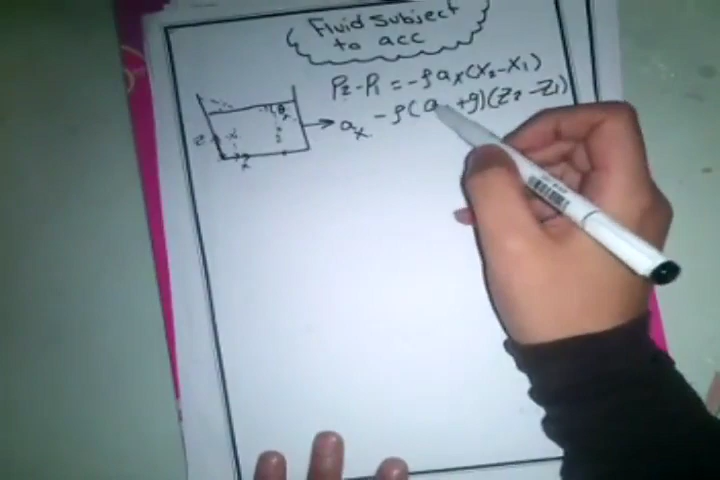 Fluid Subject
to acc
P2 - P1 = -ρ ax (X2 - X1)
- ρ(a +g)(Z2 - Z1)
ax
Z
x
θ